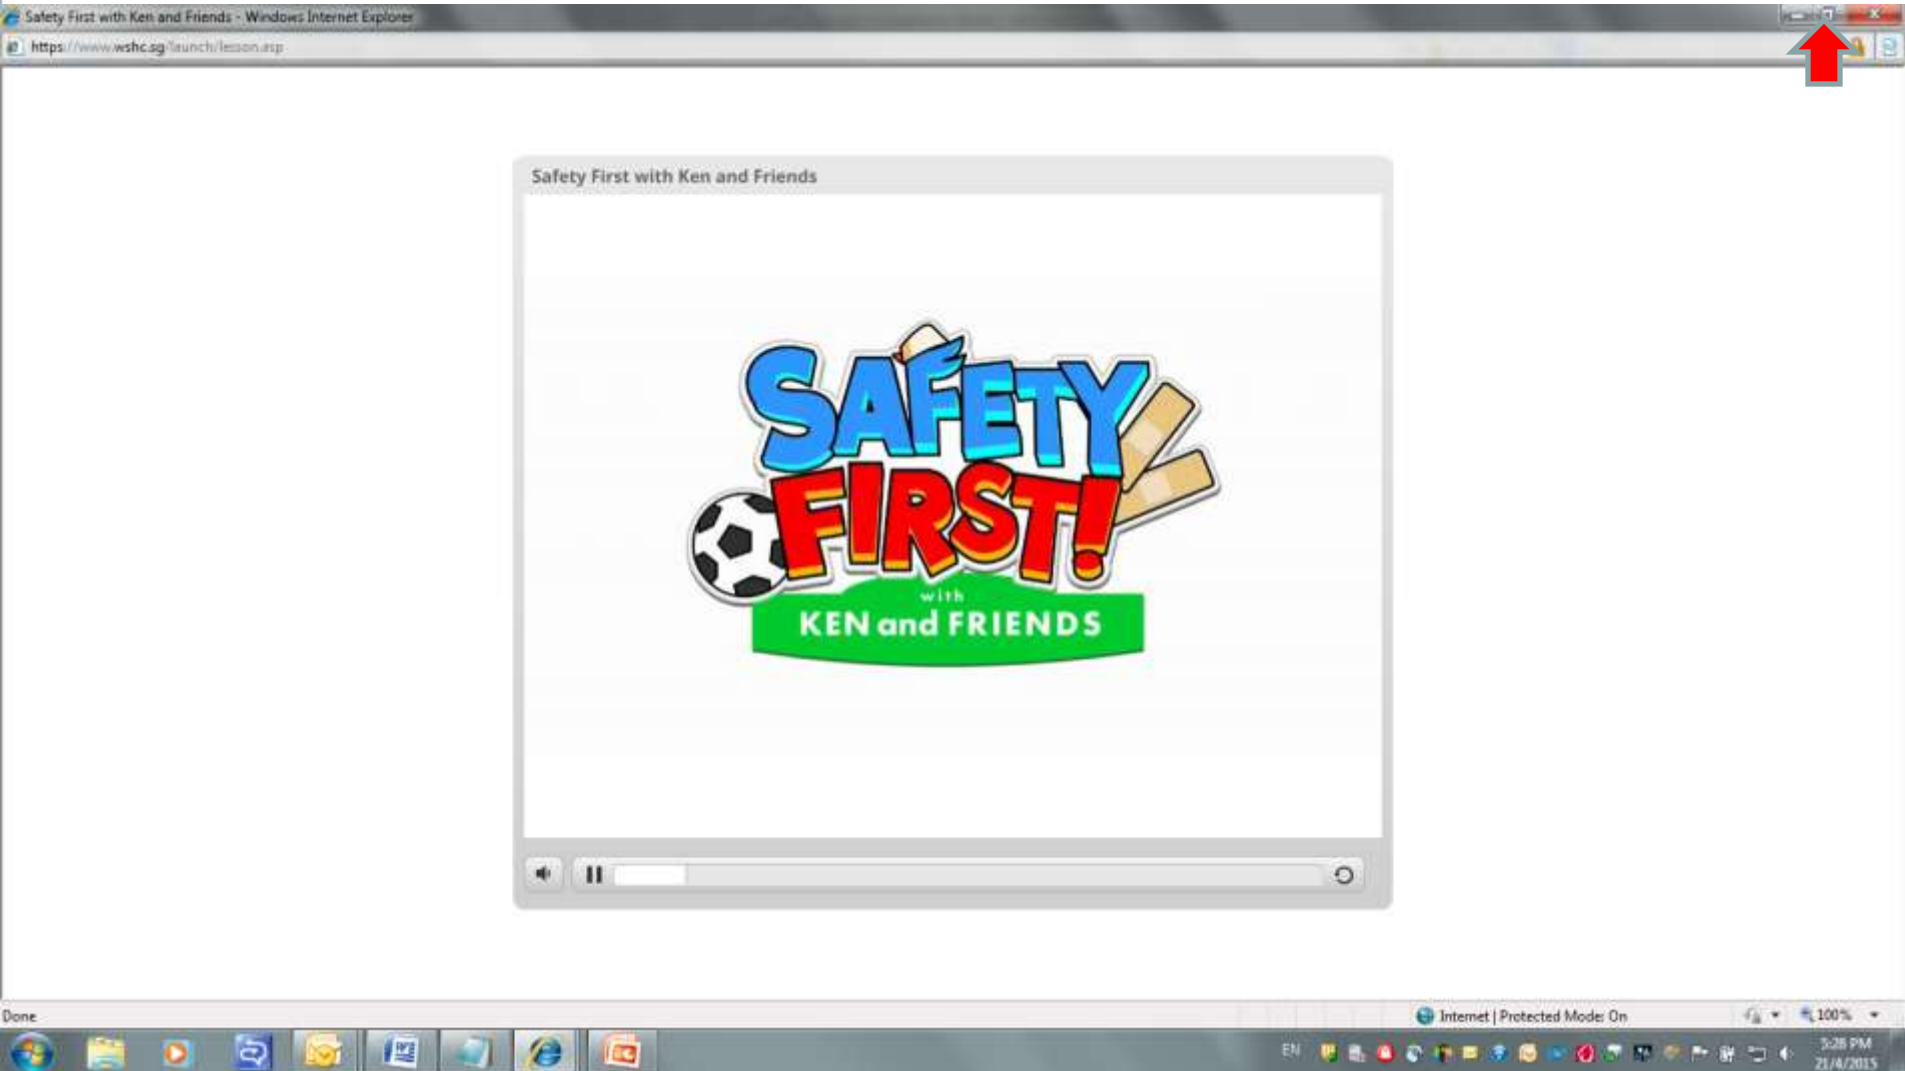 Safety First with Ken and Friends - Windows Internet Explorer
https://www.wshc.sg/launch/lesson.asp
Safety First with Ken and Friends
SAFETY
FIRST!
with
KEN and FRIENDS
Done
Internet | Protected Mode: On
100%
EN
5:28 PM
21/4/2015